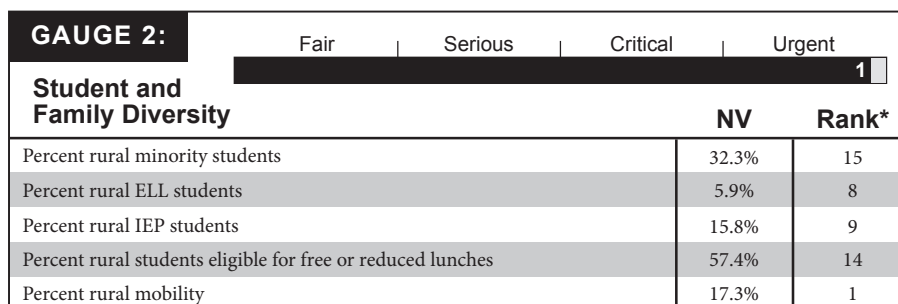 GAUGE 2:
Fair | Serious | Critical | Urgent
1
Student and
Family Diversity
NV Rank*
Percent rural minority students 32.3% 15
Percent rural ELL students 5.9% 8
Percent rural IEP students 15.8% 9
Percent rural students eligible for free or reduced lunches 57.4% 14
Percent rural mobility 17.3% 1